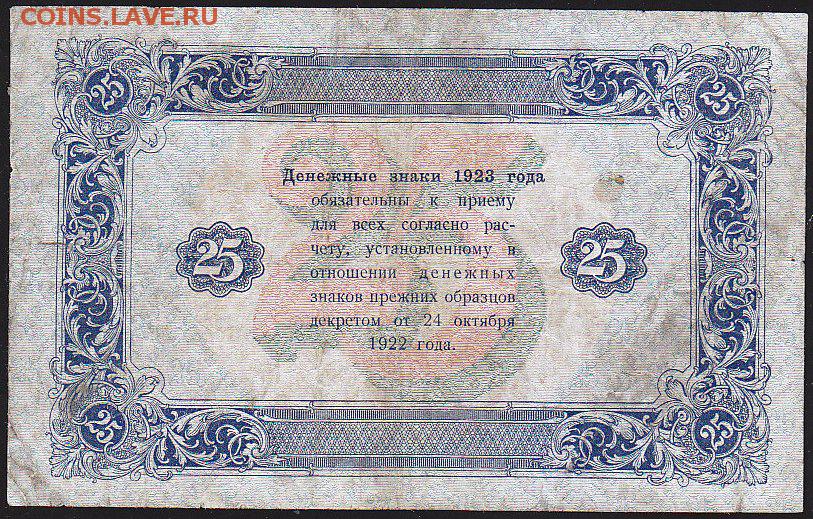 COINS.LAVE.RU
25 25
Денежные знаки 1923 года
обязательны к приему
для всех согласно рас-
чету, установленному в
25 25
отношении денежных
знаков прежних образцов
декретом от 24 октября
1922 года.
25 25